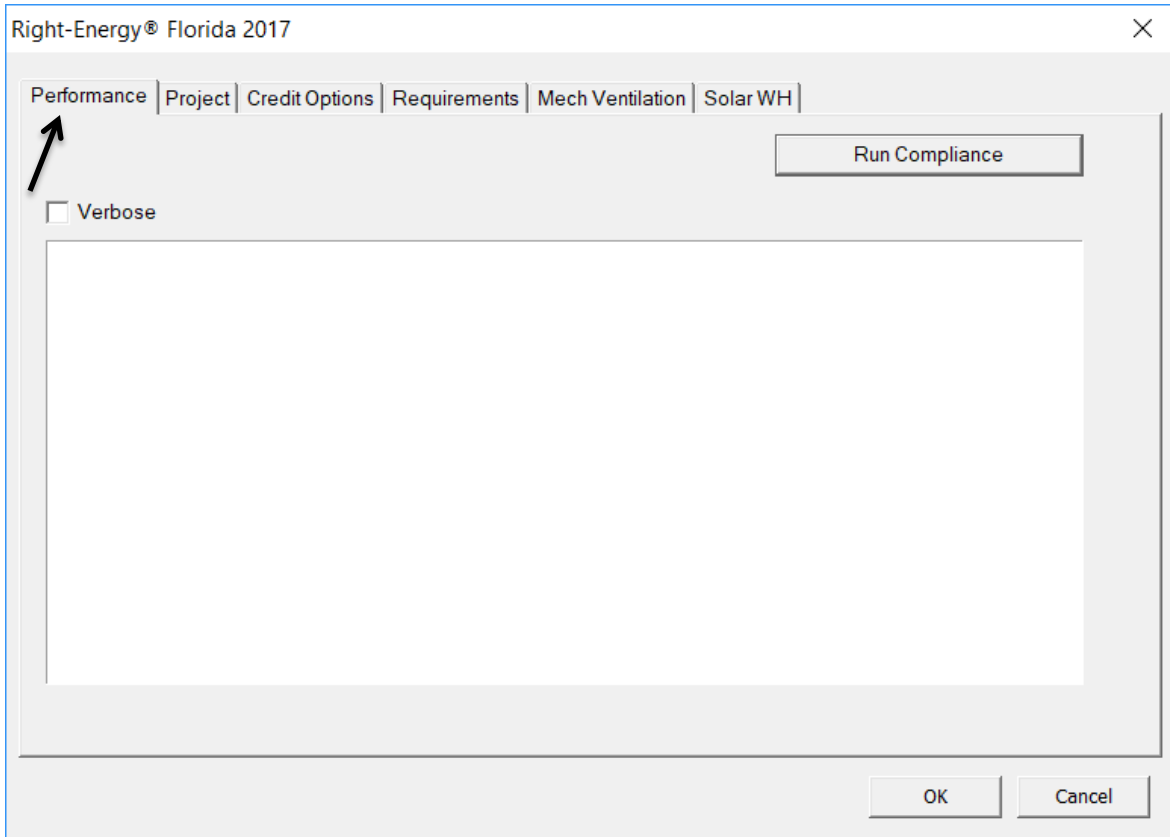 Right-Energy® Florida 2017
Performance Project Credit Options Requirements Mech Ventilation Solar WH
Run Compliance
Verbose
OK Cancel